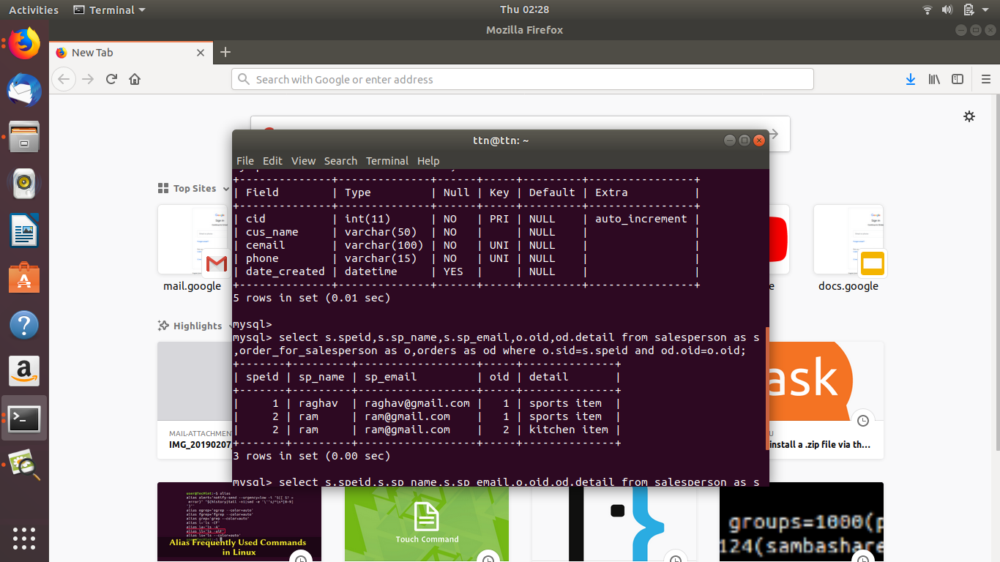 Activities Terminal Thu 02:28
Mozilla Firefox
New Tab
Search with Google or enter address
ttn@ttn: ~
File Edit View Search Terminal Help
+--------------+--------------+------+-----+---------+----------------+
| Field | Type | Null | Key | Default | Extra |
+--------------+--------------+------+-----+---------+----------------+
| cid | int(11) | NO | PRI | NULL | auto_increment |
| cus_name | varchar(50) | NO | | NULL | |
| cemail | varchar(100) | NO | UNI | NULL | |
| phone | varchar(15) | NO | UNI | NULL | |
| date_created | datetime | YES | | NULL | |
+--------------+--------------+------+-----+---------+----------------+
5 rows in set (0.01 sec)
mysql>
mysql> select s.speid,s.sp_name,s.sp_email,o.oid,od.detail from salesperson as s
,order_for_salesperson as o,orders as od where o.sid=s.speid and od.oid=o.oid;
+-------+---------+------------------+-----+--------------+
| speid | sp_name | sp_email | oid | detail |
+-------+---------+------------------+-----+--------------+
| 1 | raghav | raghav@gmail.com | 1 | sports item |
| 2 | ram | ram@gmail.com | 1 | sports item |
| 2 | ram | ram@gmail.com | 2 | kitchen item |
+-------+---------+------------------+-----+--------------+
3 rows in set (0.00 sec)
mysql> select s.speid,s.sp_name,s.sp_email,o.oid,od.detail from salesperson as s
Top Sites
mail.google
docs.google
Highlights
MAIL-ATTACHMENT
IMG_20190207
ask
install a .zip file via th…
Alias Frequently Used Commands
in Linux
Touch Command
groups=1000(p
124(sambashare